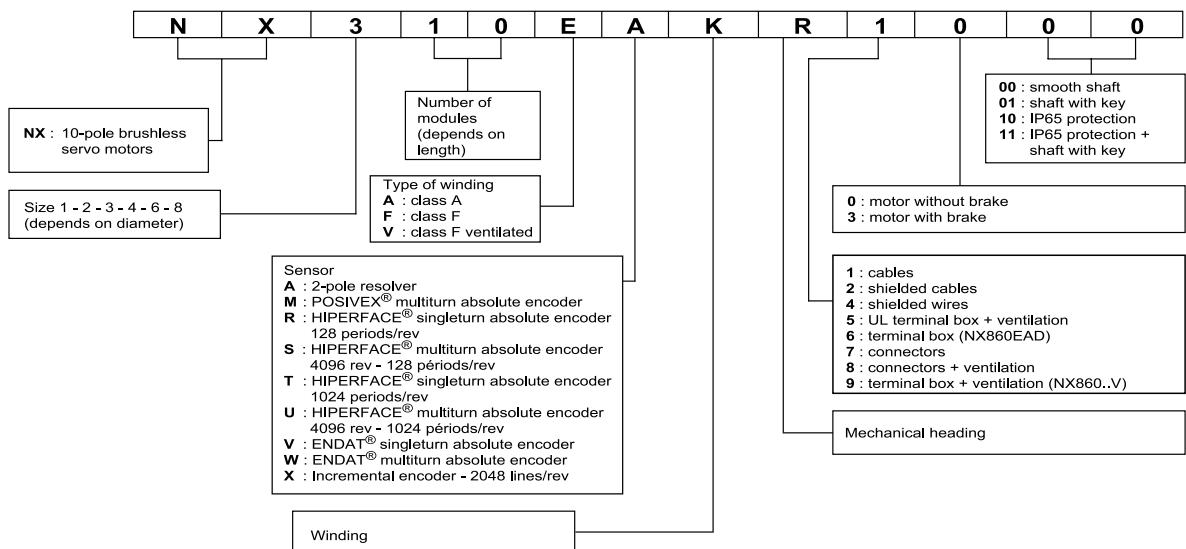 N X 3 1 0 E A K R 1 0 0 0
NX : 10-pole brushless
servo motors
Size 1 - 2 - 3 - 4 - 6 - 8
(depends on diameter)
Number of
modules
(depends on
length)
Type of winding
A : class A
F : class F
V : class F ventilated
Sensor
A : 2-pole resolver
M : POSIVEX® multiturn absolute encoder
R : HIPERFACE® singleturn absolute encoder
128 periods/rev
S : HIPERFACE® multiturn absolute encoder
4096 rev - 128 périods/rev
T : HIPERFACE® singleturn absolute encoder
1024 periods/rev
U : HIPERFACE® multiturn absolute encoder
4096 rev - 1024 périods/rev
V : ENDAT® singleturn absolute encoder
W : ENDAT® multiturn absolute encoder
X : Incremental encoder - 2048 lines/rev
Winding
00 : smooth shaft
01 : shaft with key
10 : IP65 protection
11 : IP65 protection +
shaft with key
0 : motor without brake
3 : motor with brake
1 : cables
2 : shielded cables
4 : shielded wires
5 : UL terminal box + ventilation
6 : terminal box (NX860EAD)
7 : connectors
8 : connectors + ventilation
9 : terminal box + ventilation (NX860..V)
Mechanical heading